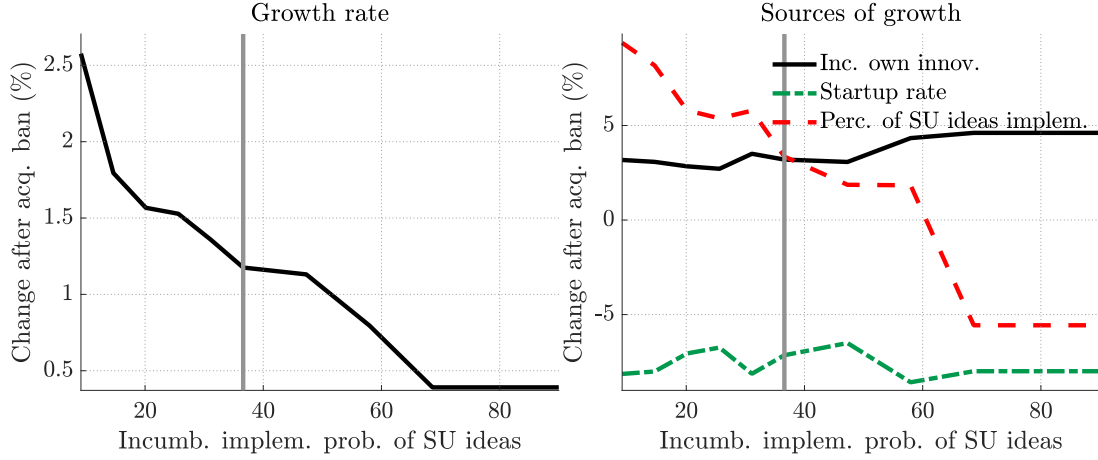 Growth rate
Change after acq. ban (%)
2.5
2
1.5
1
0.5
20 40 60 80
Incumb. implem. prob. of SU ideas
Sources of growth
Change after acq. ban (%)
Inc. own innov.
Startup rate
Perc. of SU ideas implem.
5
0
-5
20 40 60 80
Incumb. implem. prob. of SU ideas